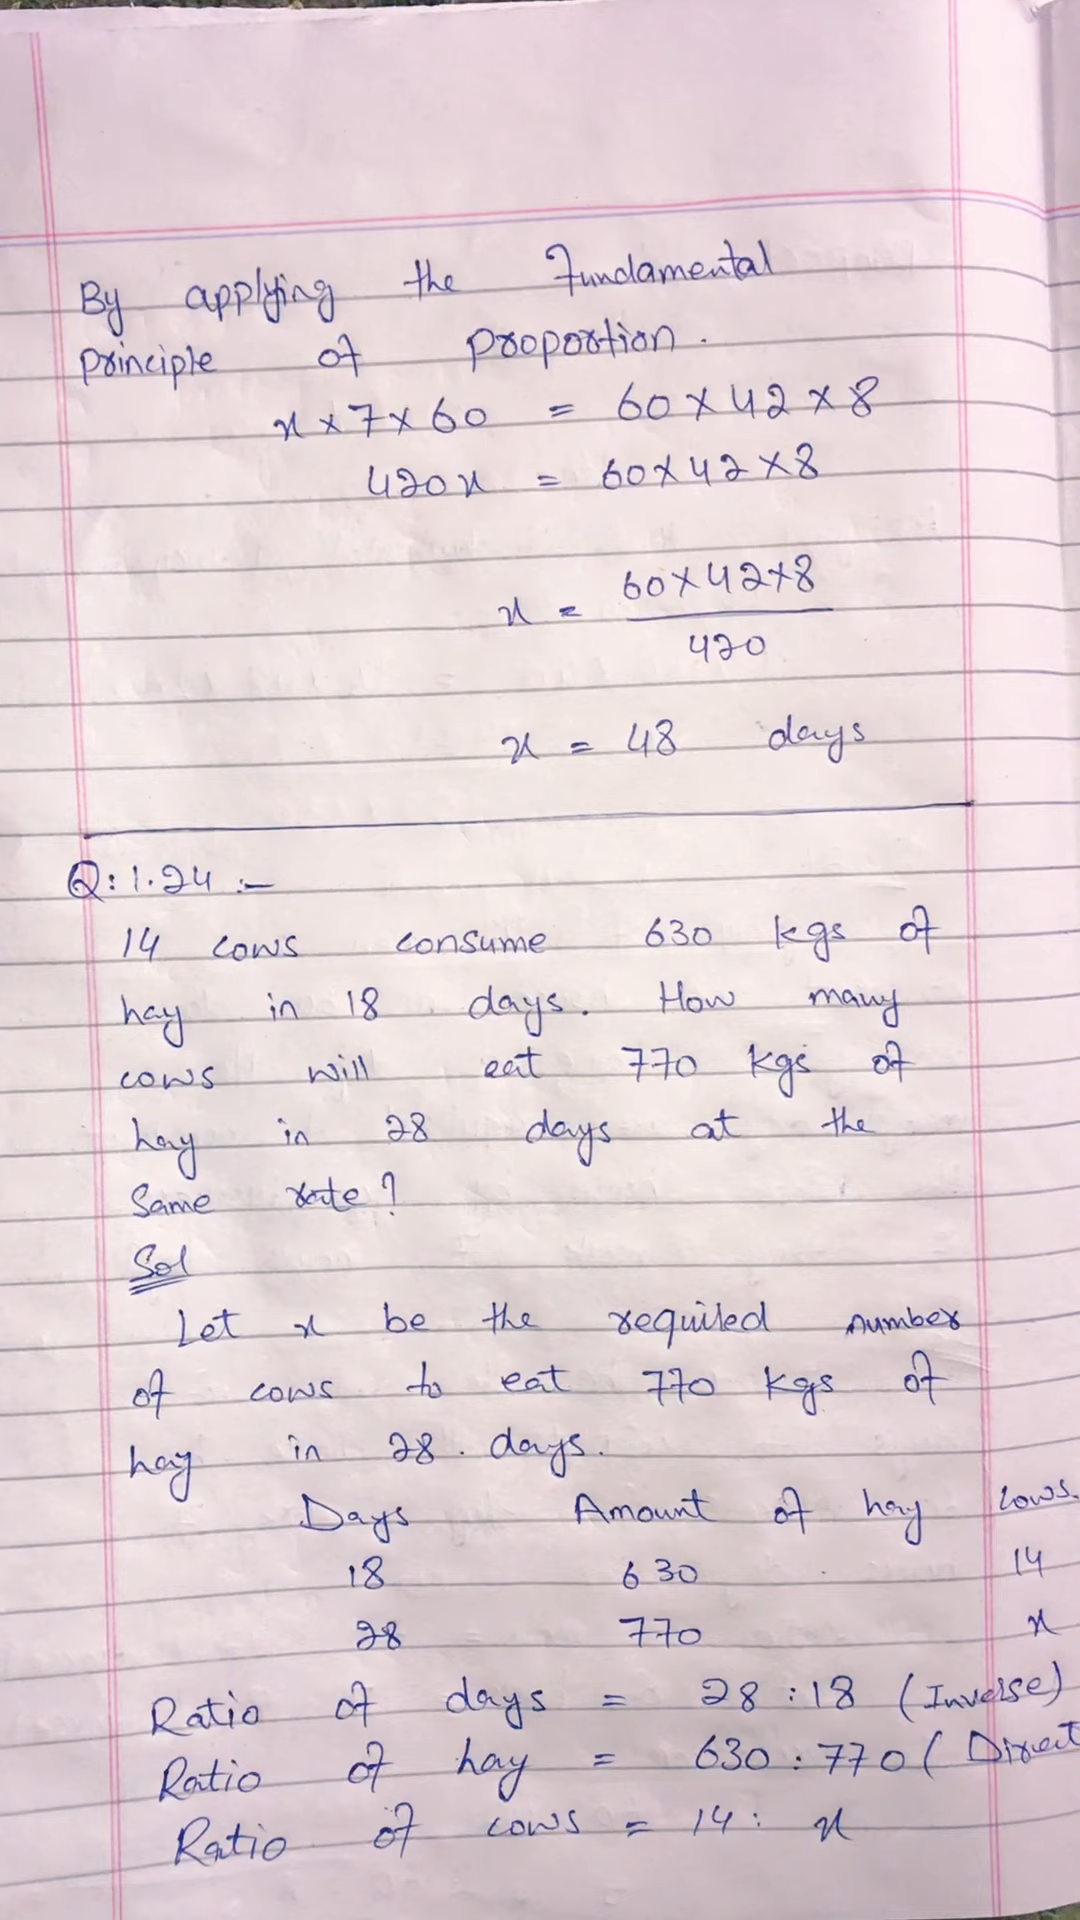 By applying the Fundamental
principle of proportion.
x × 7 × 60 = 60 × 42 × 8
420x = 60 × 42 × 8
x = 60×42×8 / 420
x = 48 days
Q: 1.24 :-
14 cows consume 630 kgs of
hay in 18 days. How many
cows will eat 770 kgs of
hay in 28 days at the
Same rate?
Sol
Let x be the required number
of cows to eat 770 kgs of
hay in 28. days.
Days Amount of hay cows.
18 630 14
28 770 x
Ratio of days = 28 : 18 (Inverse)
Ratio of hay = 630 : 770 (Direct
Ratio of cows = 14 : x